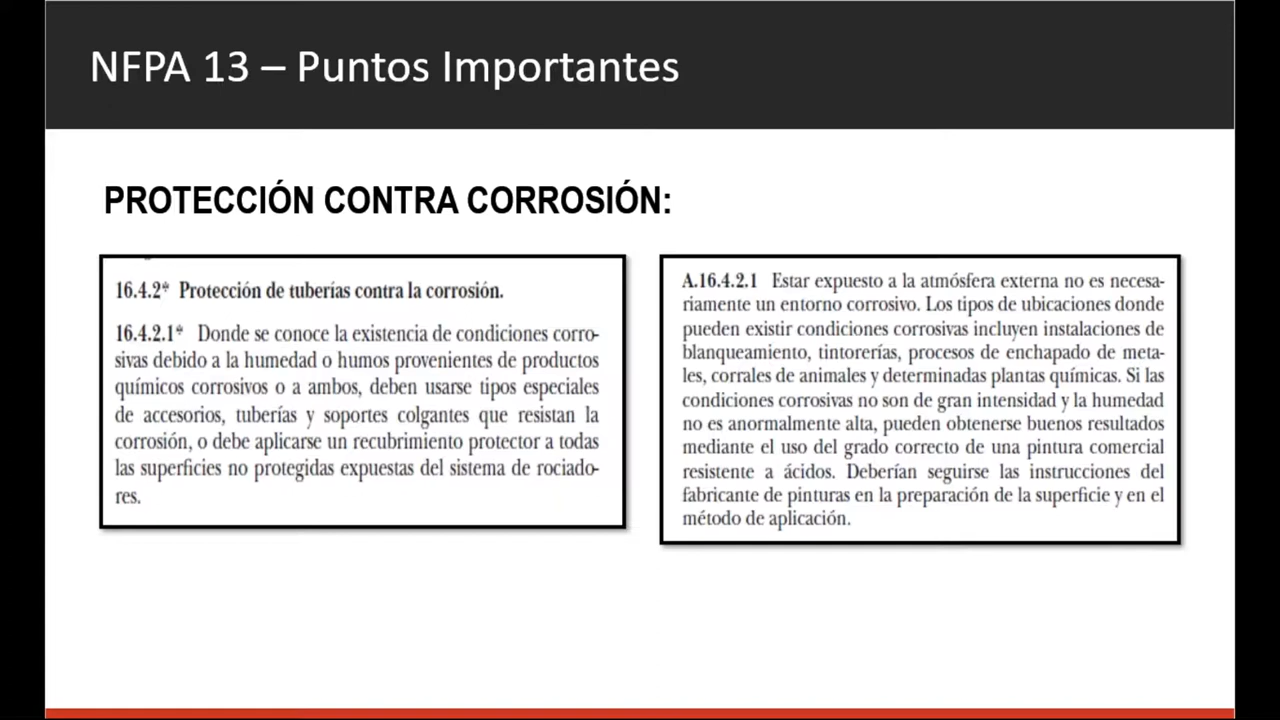 NFPA 13 – Puntos Importantes
PROTECCIÓN CONTRA CORROSIÓN:
16.4.2* Protección de tuberías contra la corrosión.
16.4.2.1* Donde se conoce la existencia de condiciones corro-
sivas debido a la humedad o humos provenientes de productos
químicos corrosivos o a ambos, deben usarse tipos especiales
de accesorios, tuberías y soportes colgantes que resistan la
corrosión, o debe aplicarse un recubrimiento protector a todas
las superficies no protegidas expuestas del sistema de rociado-
res.
A.16.4.2.1 Estar expuesto a la atmósfera externa no es necesa-
riamente un entorno corrosivo. Los tipos de ubicaciones donde
pueden existir condiciones corrosivas incluyen instalaciones de
blanqueamiento, tintorerías, procesos de enchapado de meta-
les, corrales de animales y determinadas plantas químicas. Si las
condiciones corrosivas no son de gran intensidad y la humedad
no es anormalmente alta, pueden obtenerse buenos resultados
mediante el uso del grado correcto de una pintura comercial
resistente a ácidos. Deberían seguirse las instrucciones del
fabricante de pinturas en la preparación de la superficie y en el
método de aplicación.